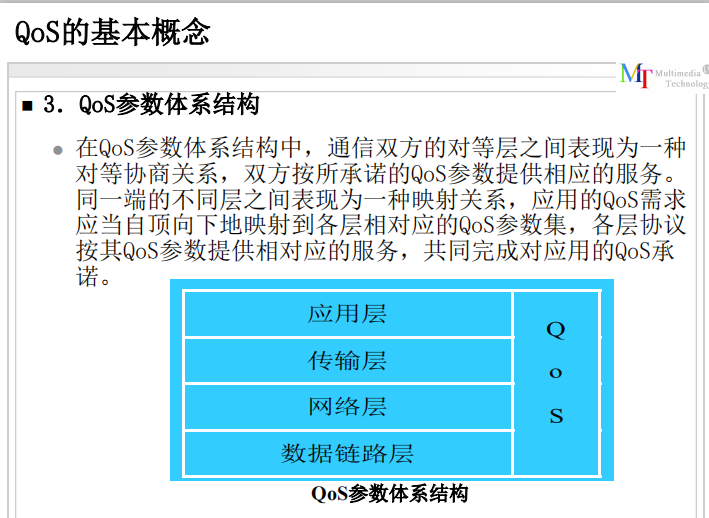 QoS的基本概念
MT Multimedia
Technology
■ 3．QoS参数体系结构
● 在QoS参数体系结构中，通信双方的对等层之间表现为一种
对等协商关系，双方按所承诺的QoS参数提供相应的服务。
同一端的不同层之间表现为一种映射关系，应用的QoS需求
应当自顶向下地映射到各层相对应的QoS参数集，各层协议
按其QoS参数提供相对应的服务，共同完成对应用的QoS承
诺。
应用层
传输层
网络层
数据链路层
Q
o
S
QoS参数体系结构